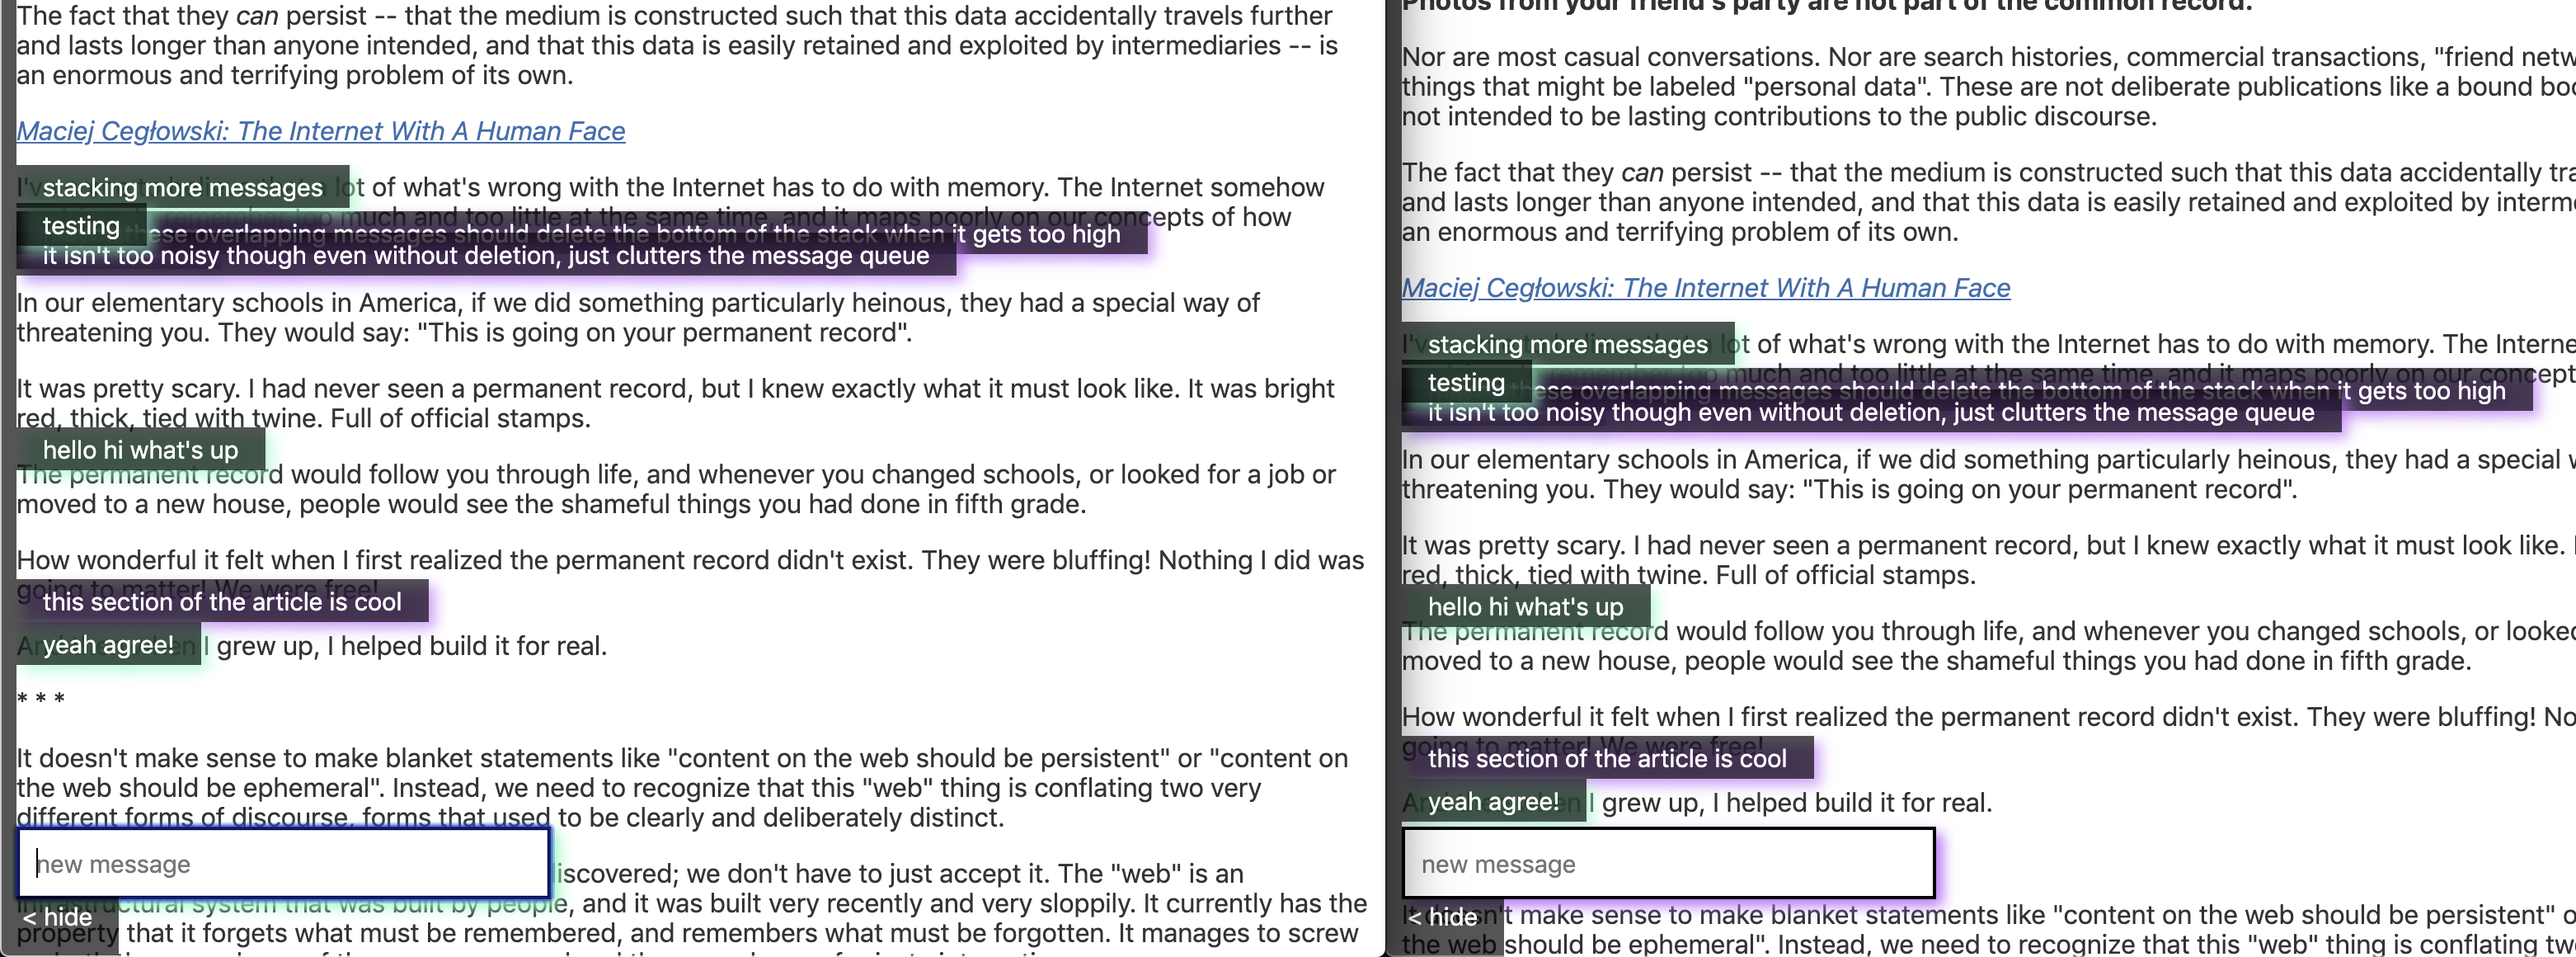 The fact that they can persist -- that the medium is constructed such that this data accidentally travels further
and lasts longer than anyone intended, and that this data is easily retained and exploited by intermediaries -- is
an enormous and terrifying problem of its own.
Maciej Cegłowski: The Internet With A Human Face
stacking more messages
lot of what's wrong with the Internet has to do with memory. The Internet somehow
much and too little at the same time, and it maps poorly on our concepts of how
testing
these overlapping messages should delete the bottom of the stack when it gets too high
it isn't too noisy though even without deletion, just clutters the message queue
In our elementary schools in America, if we did something particularly heinous, they had a special way of
threatening you. They would say: "This is going on your permanent record".
It was pretty scary. I had never seen a permanent record, but I knew exactly what it must look like. It was bright
red, thick, tied with twine. Full of official stamps.
hello hi what's up
The permanent record would follow you through life, and whenever you changed schools, or looked for a job or
moved to a new house, people would see the shameful things you had done in fifth grade.
How wonderful it felt when I first realized the permanent record didn't exist. They were bluffing! Nothing I did was
going to matter! We were free!
this section of the article is cool
yeah agree!
I grew up, I helped build it for real.
* * *
It doesn't make sense to make blanket statements like "content on the web should be persistent" or "content on
the web should be ephemeral". Instead, we need to recognize that this "web" thing is conflating two very
different forms of discourse, forms that used to be clearly and deliberately distinct.
new message
iscovered; we don't have to just accept it. The "web" is an
infrastructural system that was built by people, and it was built very recently and very sloppily. It currently has the
< hide
property that it forgets what must be remembered, and remembers what must be forgotten. It manages to screw
Photos from your friend's party are not part of the common record.
Nor are most casual conversations. Nor are search histories, commercial transactions, "friend netw
things that might be labeled "personal data". These are not deliberate publications like a bound boo
not intended to be lasting contributions to the public discourse.
The fact that they can persist -- that the medium is constructed such that this data accidentally tra
and lasts longer than anyone intended, and that this data is easily retained and exploited by interme
an enormous and terrifying problem of its own.
Maciej Cegłowski: The Internet With A Human Face
stacking more messages
lot of what's wrong with the Internet has to do with memory. The Interne
much and too little at the same time, and it maps poorly on our concept
testing
these overlapping messages should delete the bottom of the stack when it gets too high
it isn't too noisy though even without deletion, just clutters the message queue
In our elementary schools in America, if we did something particularly heinous, they had a special w
threatening you. They would say: "This is going on your permanent record".
It was pretty scary. I had never seen a permanent record, but I knew exactly what it must look like. I
red, thick, tied with twine. Full of official stamps.
hello hi what's up
The permanent record would follow you through life, and whenever you changed schools, or looke
moved to a new house, people would see the shameful things you had done in fifth grade.
How wonderful it felt when I first realized the permanent record didn't exist. They were bluffing! No
going to matter! We were free!
this section of the article is cool
yeah agree!
I grew up, I helped build it for real.
new message
< hide
make sense to make blanket statements like "content on the web should be persistent" o
the web should be ephemeral". Instead, we need to recognize that this "web" thing is conflating tw